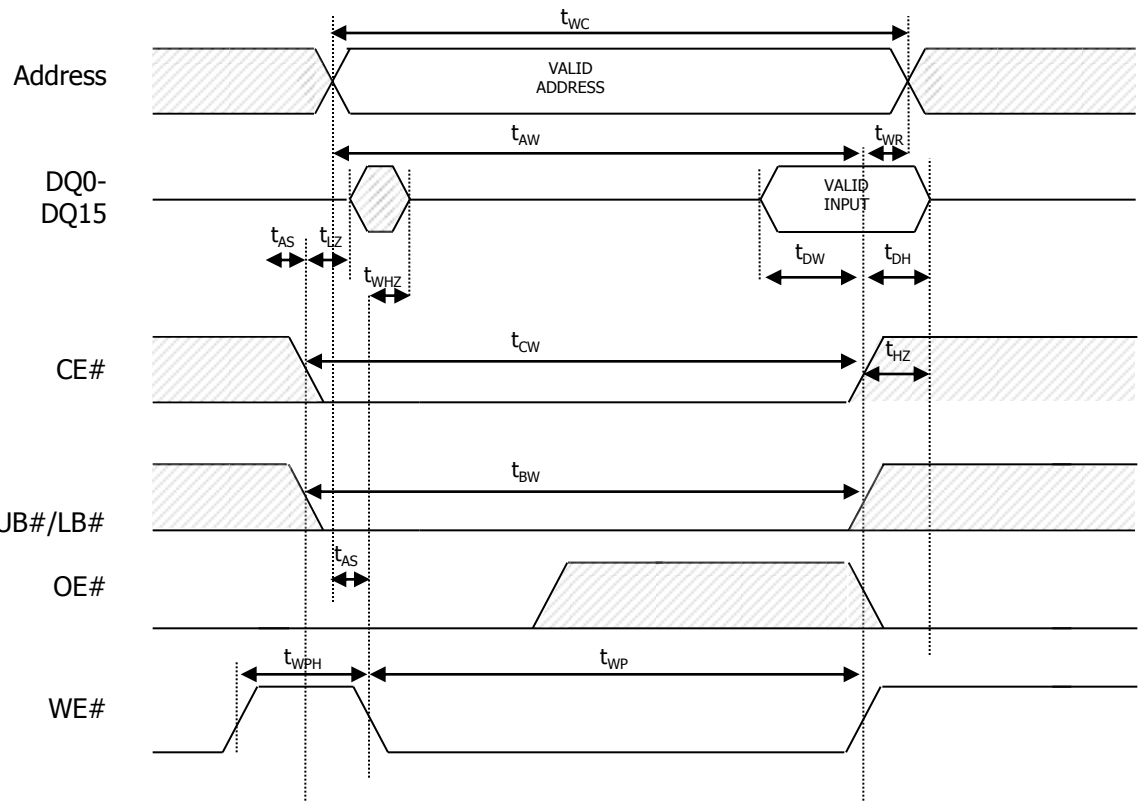 tWC
Address
VALID
ADDRESS
tAW
tWR
DQ0-
DQ15
VALID
INPUT
tAS
tLZ
tDW
tDH
tWHZ
tCW
tHZ
CE#
tBW
UB#/LB#
tAS
OE#
tWPH
tWP
WE#